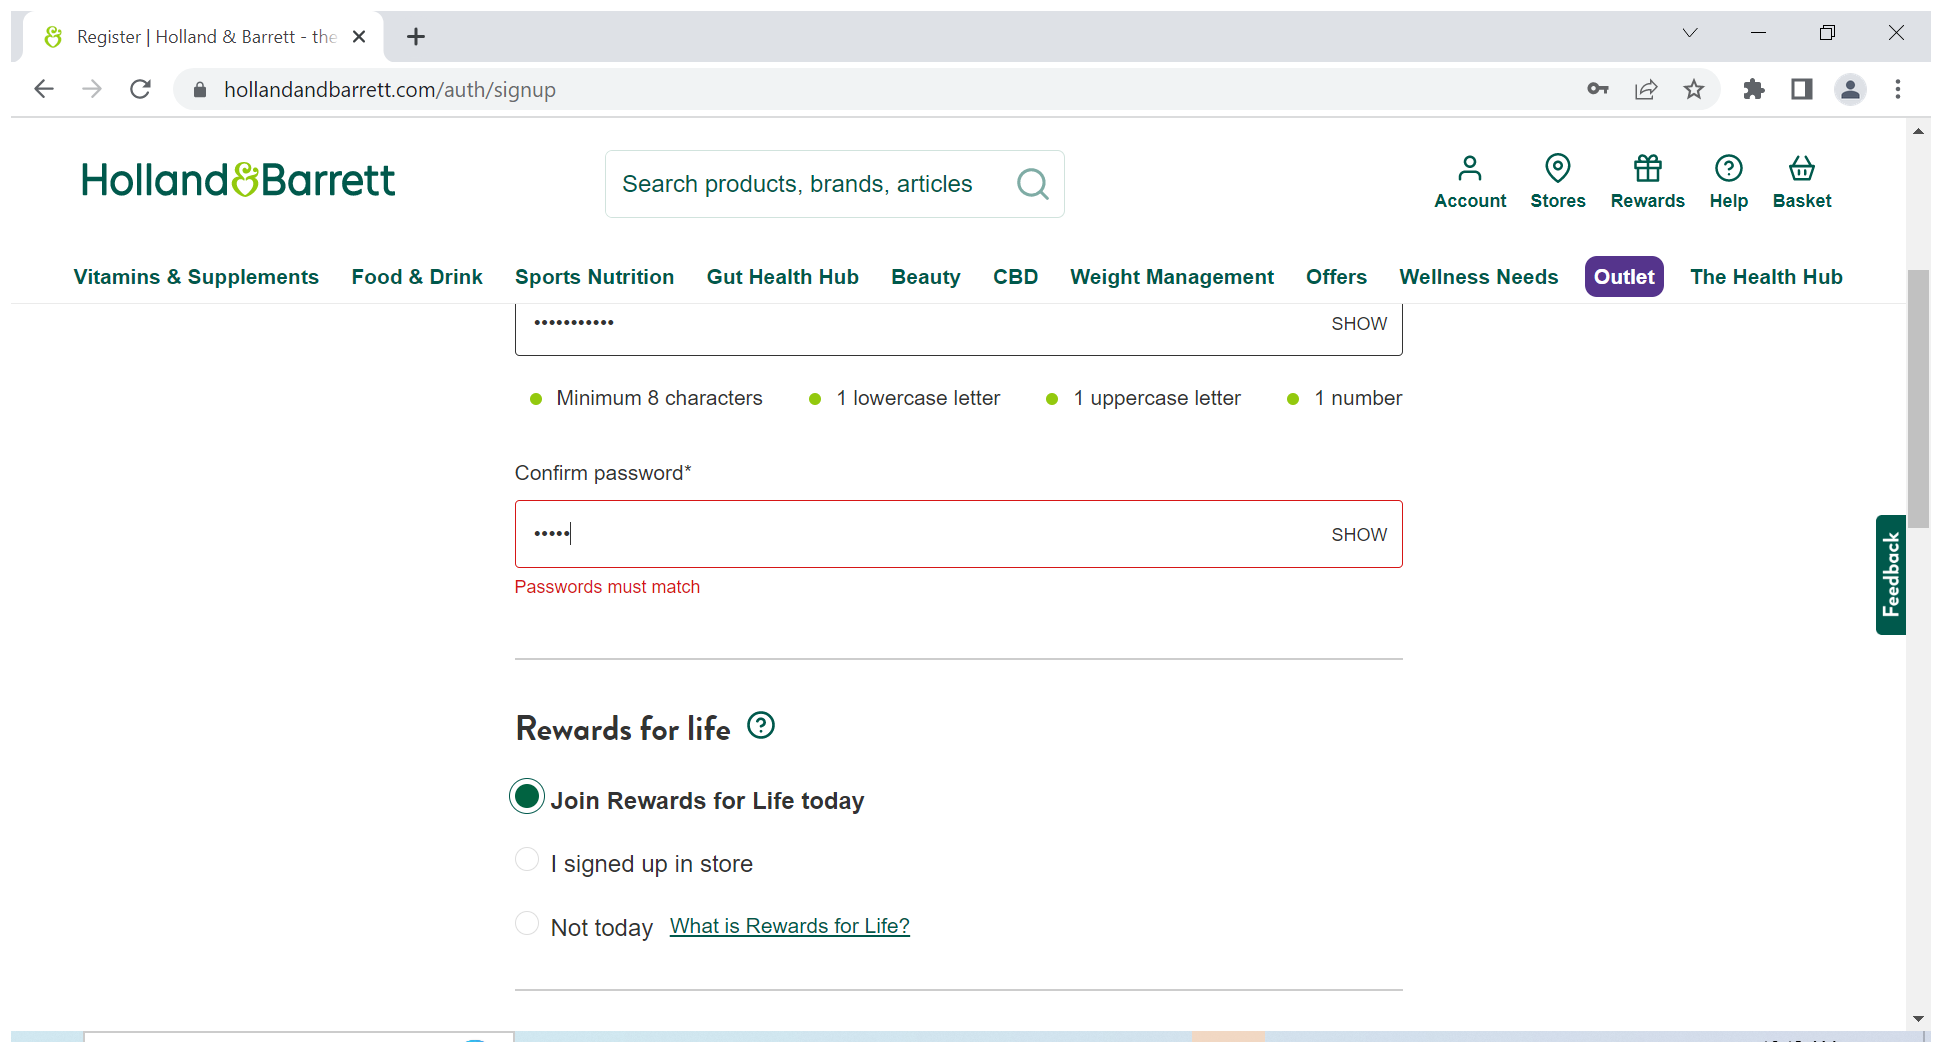 Register | Holland & Barrett - the
hollandandbarrett.com/auth/signup
Holland&Barrett
Search products, brands, articles
Account Stores Rewards Help Basket
Vitamins & Supplements Food & Drink Sports Nutrition Gut Health Hub Beauty CBD Weight Management Offers Wellness Needs Outlet The Health Hub
••••••••••• SHOW
Minimum 8 characters 1 lowercase letter 1 uppercase letter 1 number
Confirm password*
••••• SHOW
Passwords must match
Feedback
Rewards for life
Join Rewards for Life today
I signed up in store
Not today What is Rewards for Life?